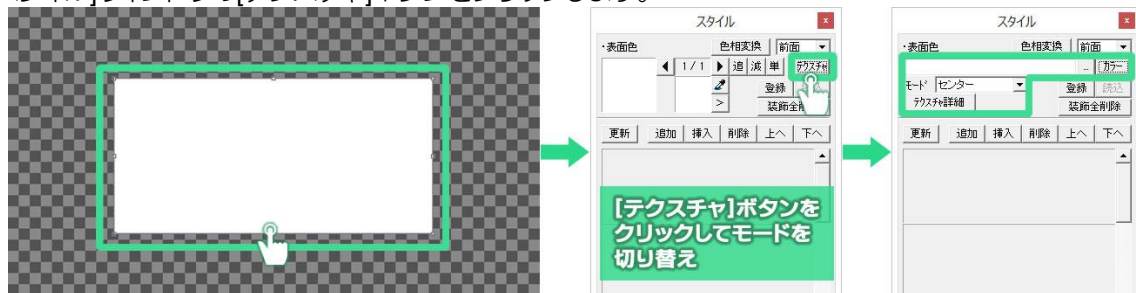 スタイル
・表面色
色相変換
前面
1/1
追
減
単
テクスチャ
登録
>
装飾全
更新
追加
挿入
削除
上へ
下へ
[テクスチャ]ボタンを
クリックしてモードを
切り替え
スタイル
・表面色
色相変換
前面
..
カラー
モード
センター
登録
読込
テクスチャ詳細
装飾全削除
更新
追加
挿入
削除
上へ
下へ